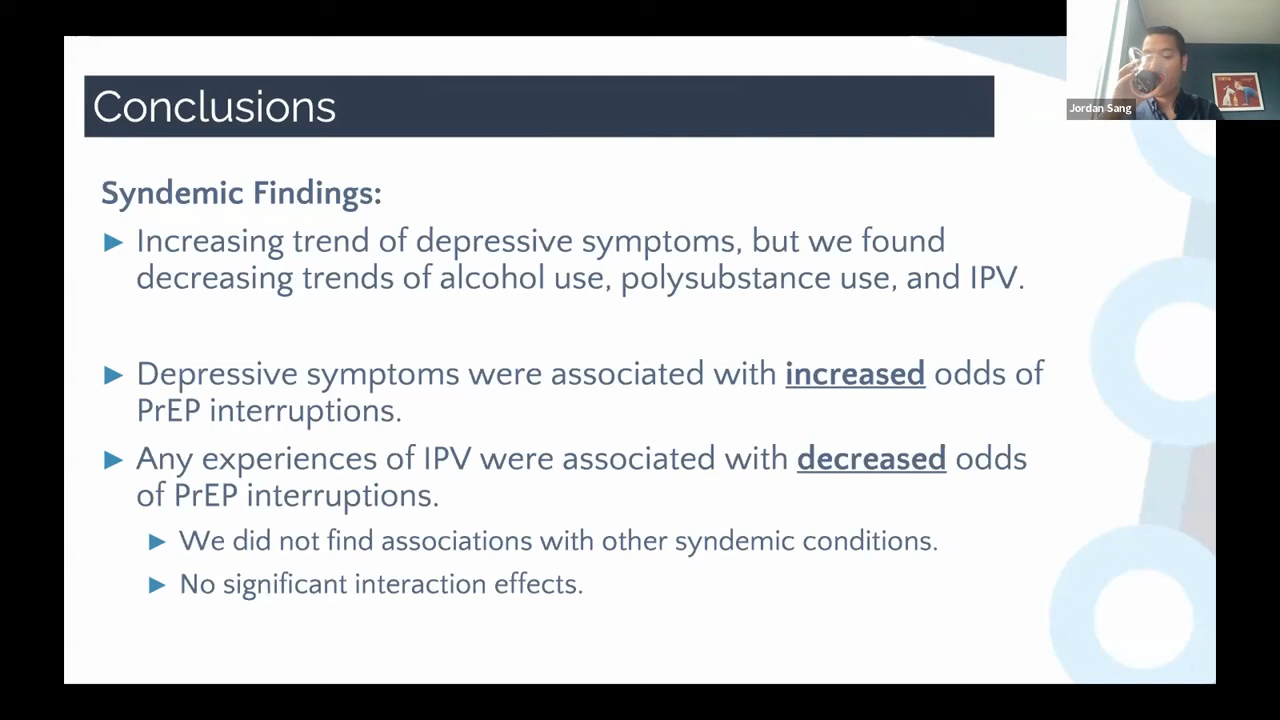 Conclusions
Jordan Sang
Syndemic Findings:
► Increasing trend of depressive symptoms, but we found
decreasing trends of alcohol use, polysubstance use, and IPV.
► Depressive symptoms were associated with increased odds of
PrEP interruptions.
► Any experiences of IPV were associated with decreased odds
of PrEP interruptions.
► We did not find associations with other syndemic conditions.
► No significant interaction effects.